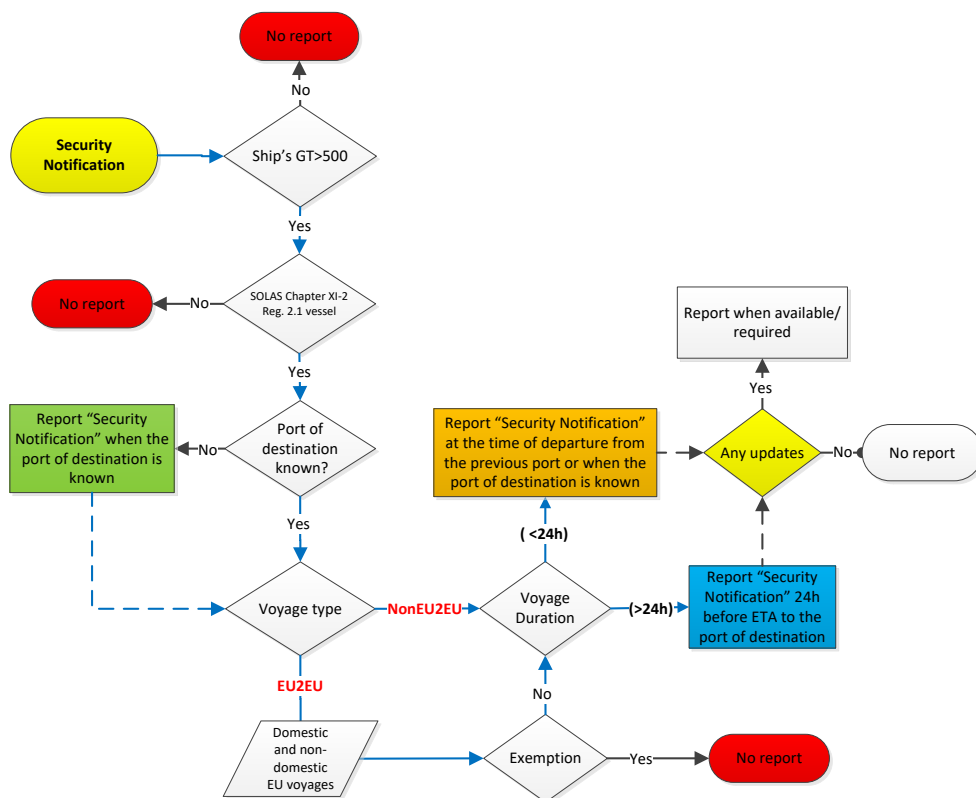 No report
No
Security
Notification
Ship's GT>500
Yes
No report
No
SOLAS Chapter XI-2
Reg. 2.1 vessel
Report when available/
required
Yes
Yes
Report “Security
Notification” when the
port of destination is
known
No
Port of
destination
known?
Report “Security Notification”
at the time of departure from
the previous port or when the
port of destination is known
Any updates
No
No report
Yes
( <24h)
Voyage type
NonEU2EU
Voyage
Duration
(>24h)
Report “Security
Notification” 24h
before ETA to the
port of destination
EU2EU
No
Domestic
and non-
domestic
EU voyages
Exemption
Yes
No report